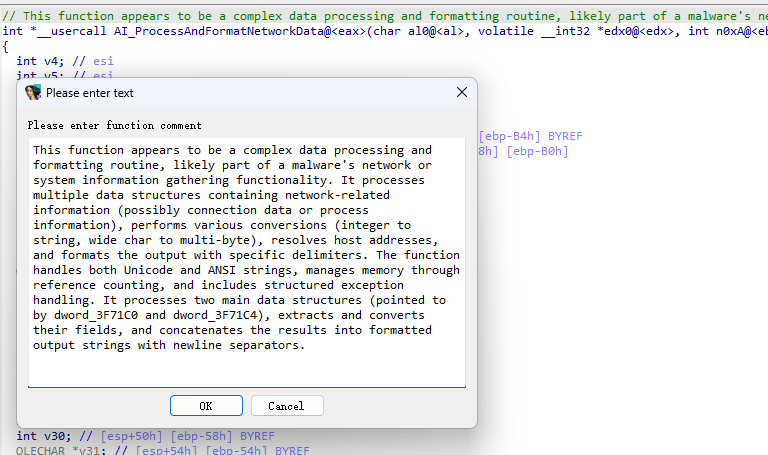 // This function appears to be a complex data processing and formatting routine, likely part of a malware's ne
int *__usercall AI_ProcessAndFormatNetworkData@<eax>(char al0@<al>, volatile __int32 *edx0@<edx>, int n0xA@<eb
{
int v4; // esi
int v5; // esi
Please enter text
Please enter function comment
[ebp-B4h] BYREF
8h] [ebp-B0h]
This function appears to be a complex data processing and
formatting routine, likely part of a malware's network or
system information gathering functionality. It processes
multiple data structures containing network-related
information (possibly connection data or process
information), performs various conversions (integer to
string, wide char to multi-byte), resolves host addresses,
and formats the output with specific delimiters. The function
handles both Unicode and ANSI strings, manages memory through
reference counting, and includes structured exception
handling. It processes two main data structures (pointed to
by dword_3F71C0 and dword_3F71C4), extracts and converts
their fields, and concatenates the results into formatted
output strings with newline separators.
OK
Cancel
int v30; // [esp+50h] [ebp-58h] BYREF
OLECHAR *v31; // [esp+54h] [ebp-54h] BYREF